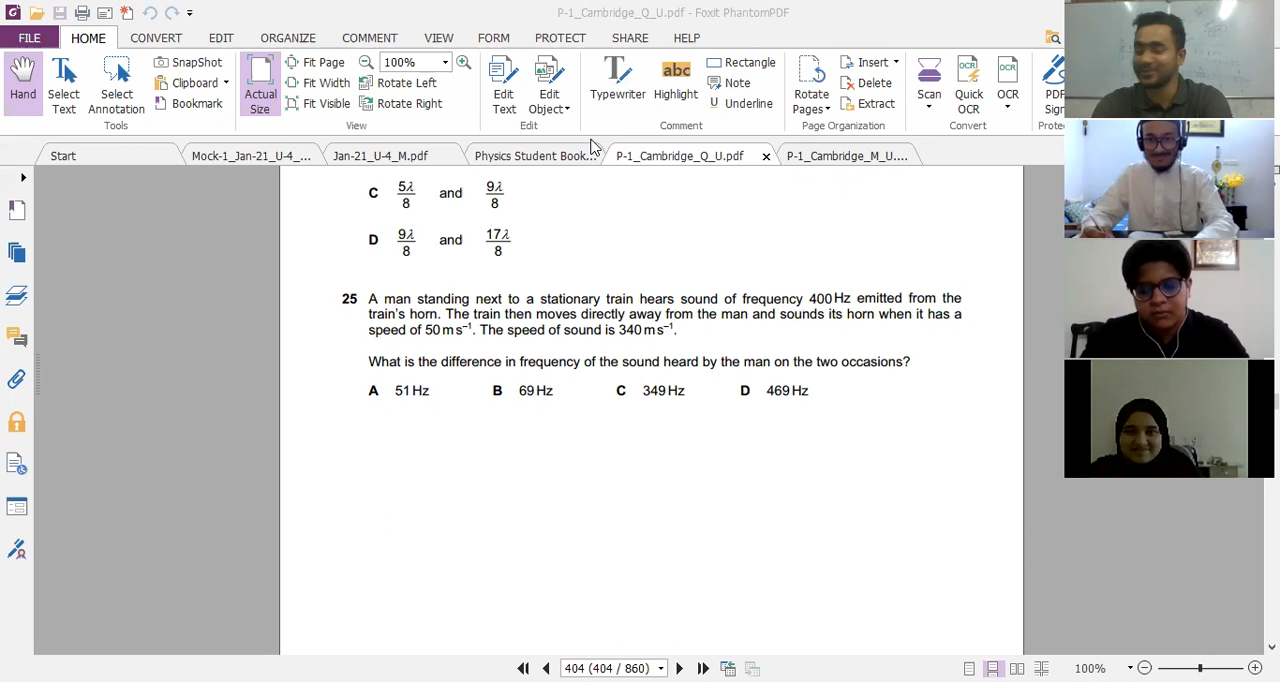 P-1_Cambridge_Q_U.pdf - Foxit PhantomPDF
FILE HOME CONVERT EDIT ORGANIZE COMMENT VIEW FORM PROTECT SHARE HELP
Hand
Select Text
Select Annotation
SnapShot
Clipboard
Bookmark
Tools
Actual Size
Fit Page
Fit Width
Fit Visible
100%
Rotate Left
Rotate Right
View
Edit Text
Edit Object
Edit
Typewriter
abc
Highlight
Rectangle
Note
Underline
Comment
Rotate Pages
Insert
Delete
Extract
Page Organization
Scan
OCR
Quick OCR
OCR
OCR
Convert
PDF Sign
Prote
Start
Mock-1_Jan-21_U-4_...
Jan-21_U-4_M.pdf
Physics Student Book...
P-1_Cambridge_Q_U.pdf
P-1_Cambridge_M_U....
C 5λ/8 and 9λ/8
D 9λ/8 and 17λ/8
25 A man standing next to a stationary train hears sound of frequency 400 Hz emitted from the
train's horn. The train then moves directly away from the man and sounds its horn when it has a
speed of 50 m s⁻¹. The speed of sound is 340 m s⁻¹.
What is the difference in frequency of the sound heard by the man on the two occasions?
A 51 Hz B 69 Hz C 349 Hz D 469 Hz
404 (404 / 860)
100%